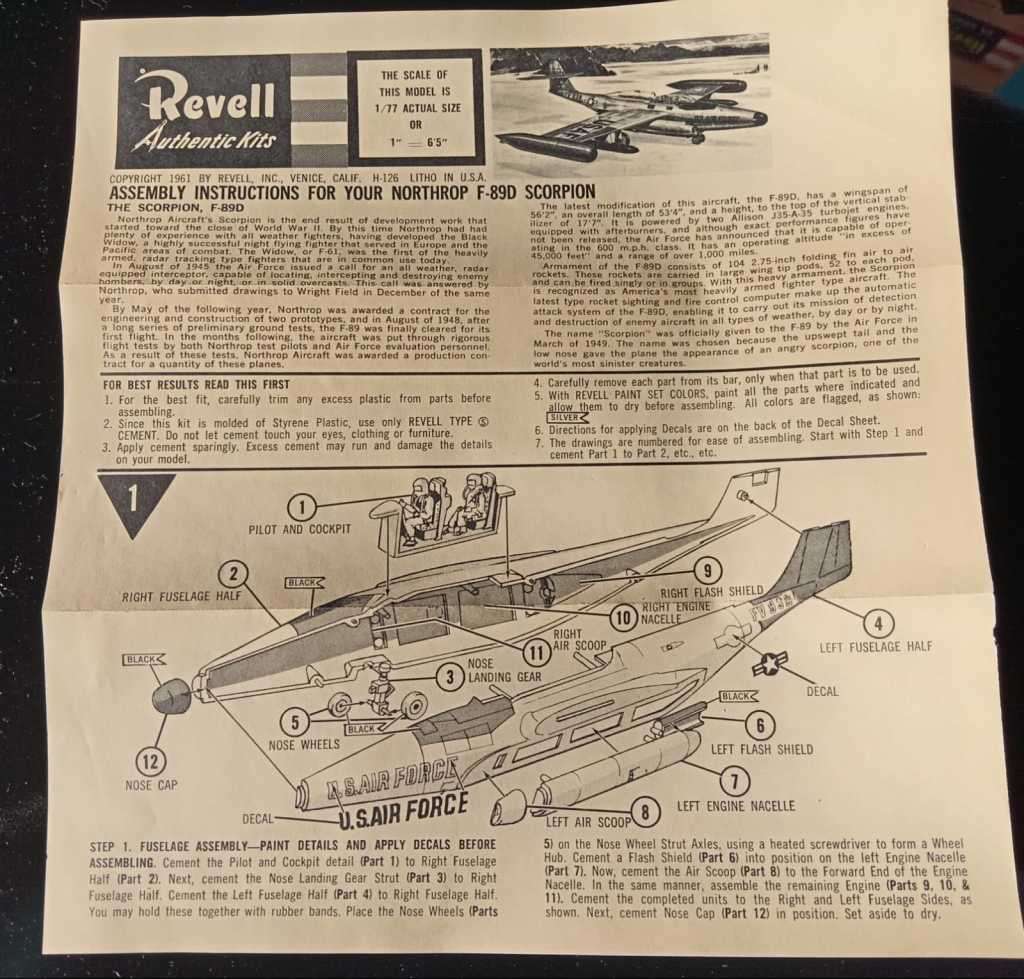 Revell
Authentic Kits
THE SCALE OF
THIS MODEL IS
1/77 ACTUAL SIZE
OR
1" = 6'5"
COPYRIGHT 1961 BY REVELL, INC., VENICE, CALIF. H-126 LITHO IN U.S.A.
ASSEMBLY INSTRUCTIONS FOR YOUR NORTHROP F-89D SCORPION
THE SCORPION, F-89D
Northrop Aircraft's Scorpion is the end result of development work that
started toward the close of World War II. By this time Northrop had had
plenty of experience with all weather fighters, having developed the Black
Widow, a highly successful night flying fighter that served in Europe and the
Pacific areas of combat. The Widow, or F-61, was the first of the heavily
armed, radar tracking type fighters that are in common use today.
In August of 1945 the Air Force issued a call for an all weather, radar
equipped interceptor, capable of locating, intercepting and destroying enemy
bombers, by day or night, or in solid overcasts. This call was answered by
Northrop, who submitted drawings to Wright Field in December of the same
year.
By May of the following year, Northrop was awarded a contract for the
engineering and construction of two prototypes, and in August of 1948, after
a long series of preliminary ground tests, the F-89 was finally cleared for its
first flight. In the months following, the aircraft was put through rigorous
flight tests by both Northrop test pilots and Air Force evaluation personnel.
As a result of these tests, Northrop Aircraft was awarded a production con-
tract for a quantity of these planes.
The latest modification of this aircraft, the F-89D, has a wingspan of
56'2", an overall length of 53'4", and a height, to the top of the vertical stab-
ilizer of 17'7". It is powered by two Allison J35-A-35 turbojet engines,
equipped with afterburners, and although exact performance figures have
not been released, the Air Force has announced that it is capable of oper-
ating in the 600 m.p.h. class. It has an operating altitude "in excess of
45,000 feet" and a range of over 1,000 miles.
Armament of the F-89D consists of 104 2.75-inch folding fin air to air
rockets. These rockets are carried in large wing tip pods, 52 to each pod,
and can be fired singly or in groups. With this heavy armament, the Scorpion
is recognized as America's most heavily armed fighter type aircraft. The
latest type rocket sighting and fire control computer make up the automatic
attack system of the F-89D, enabling it to carry out its mission of detection
and destruction of enemy aircraft in all types of weather, by day or by night.
The name "Scorpion" was officially given to the F-89 by the Air Force in
March of 1949. The name was chosen because the upswept tail and the
low nose gave the plane the appearance of an angry scorpion, one of the
world's most sinister creatures.
FOR BEST RESULTS READ THIS FIRST
1. For the best fit, carefully trim any excess plastic from parts before
assembling.
2. Since this kit is molded of Styrene Plastic, use only REVELL TYPE Ⓢ
CEMENT. Do not let cement touch your eyes, clothing or furniture.
3. Apply cement sparingly. Excess cement may run and damage the details
on your model.
4. Carefully remove each part from its bar, only when that part is to be used.
5. With REVELL PAINT SET COLORS, paint all the parts where indicated and
allow them to dry before assembling. All colors are flagged, as shown:
SILVER
6. Directions for applying Decals are on the back of the Decal Sheet.
7. The drawings are numbered for ease of assembling. Start with Step 1 and
cement Part 1 to Part 2, etc., etc.
1
1
PILOT AND COCKPIT
2
RIGHT FUSELAGE HALF
BLACK
9
RIGHT FLASH SHIELD
10
RIGHT ENGINE
NACELLE
11
RIGHT
AIR SCOOP
4
LEFT FUSELAGE HALF
BLACK
3
NOSE
LANDING GEAR
DECAL
5
NOSE WHEELS
BLACK
BLACK
6
LEFT FLASH SHIELD
12
NOSE CAP
7
LEFT ENGINE NACELLE
U.S.AIR FORCE
DECAL
U.S.AIR FORCE
LEFT AIR SCOOP
8
STEP 1. FUSELAGE ASSEMBLY—PAINT DETAILS AND APPLY DECALS BEFORE
ASSEMBLING. Cement the Pilot and Cockpit detail (Part 1) to Right Fuselage
Half (Part 2). Next, cement the Nose Landing Gear Strut (Part 3) to Right
Fuselage Half. Cement the Left Fuselage Half (Part 4) to Right Fuselage Half.
You may hold these together with rubber bands. Place the Nose Wheels (Parts
5) on the Nose Wheel Strut Axles, using a heated screwdriver to form a Wheel
Hub. Cement a Flash Shield (Part 6) into position on the left Engine Nacelle
(Part 7). Now, cement the Air Scoop (Part 8) to the Forward End of the Engine
Nacelle. In the same manner, assemble the remaining Engine (Parts 9, 10, &
11). Cement the completed units to the Right and Left Fuselage Sides, as
shown. Next, cement Nose Cap (Part 12) in position. Set aside to dry.